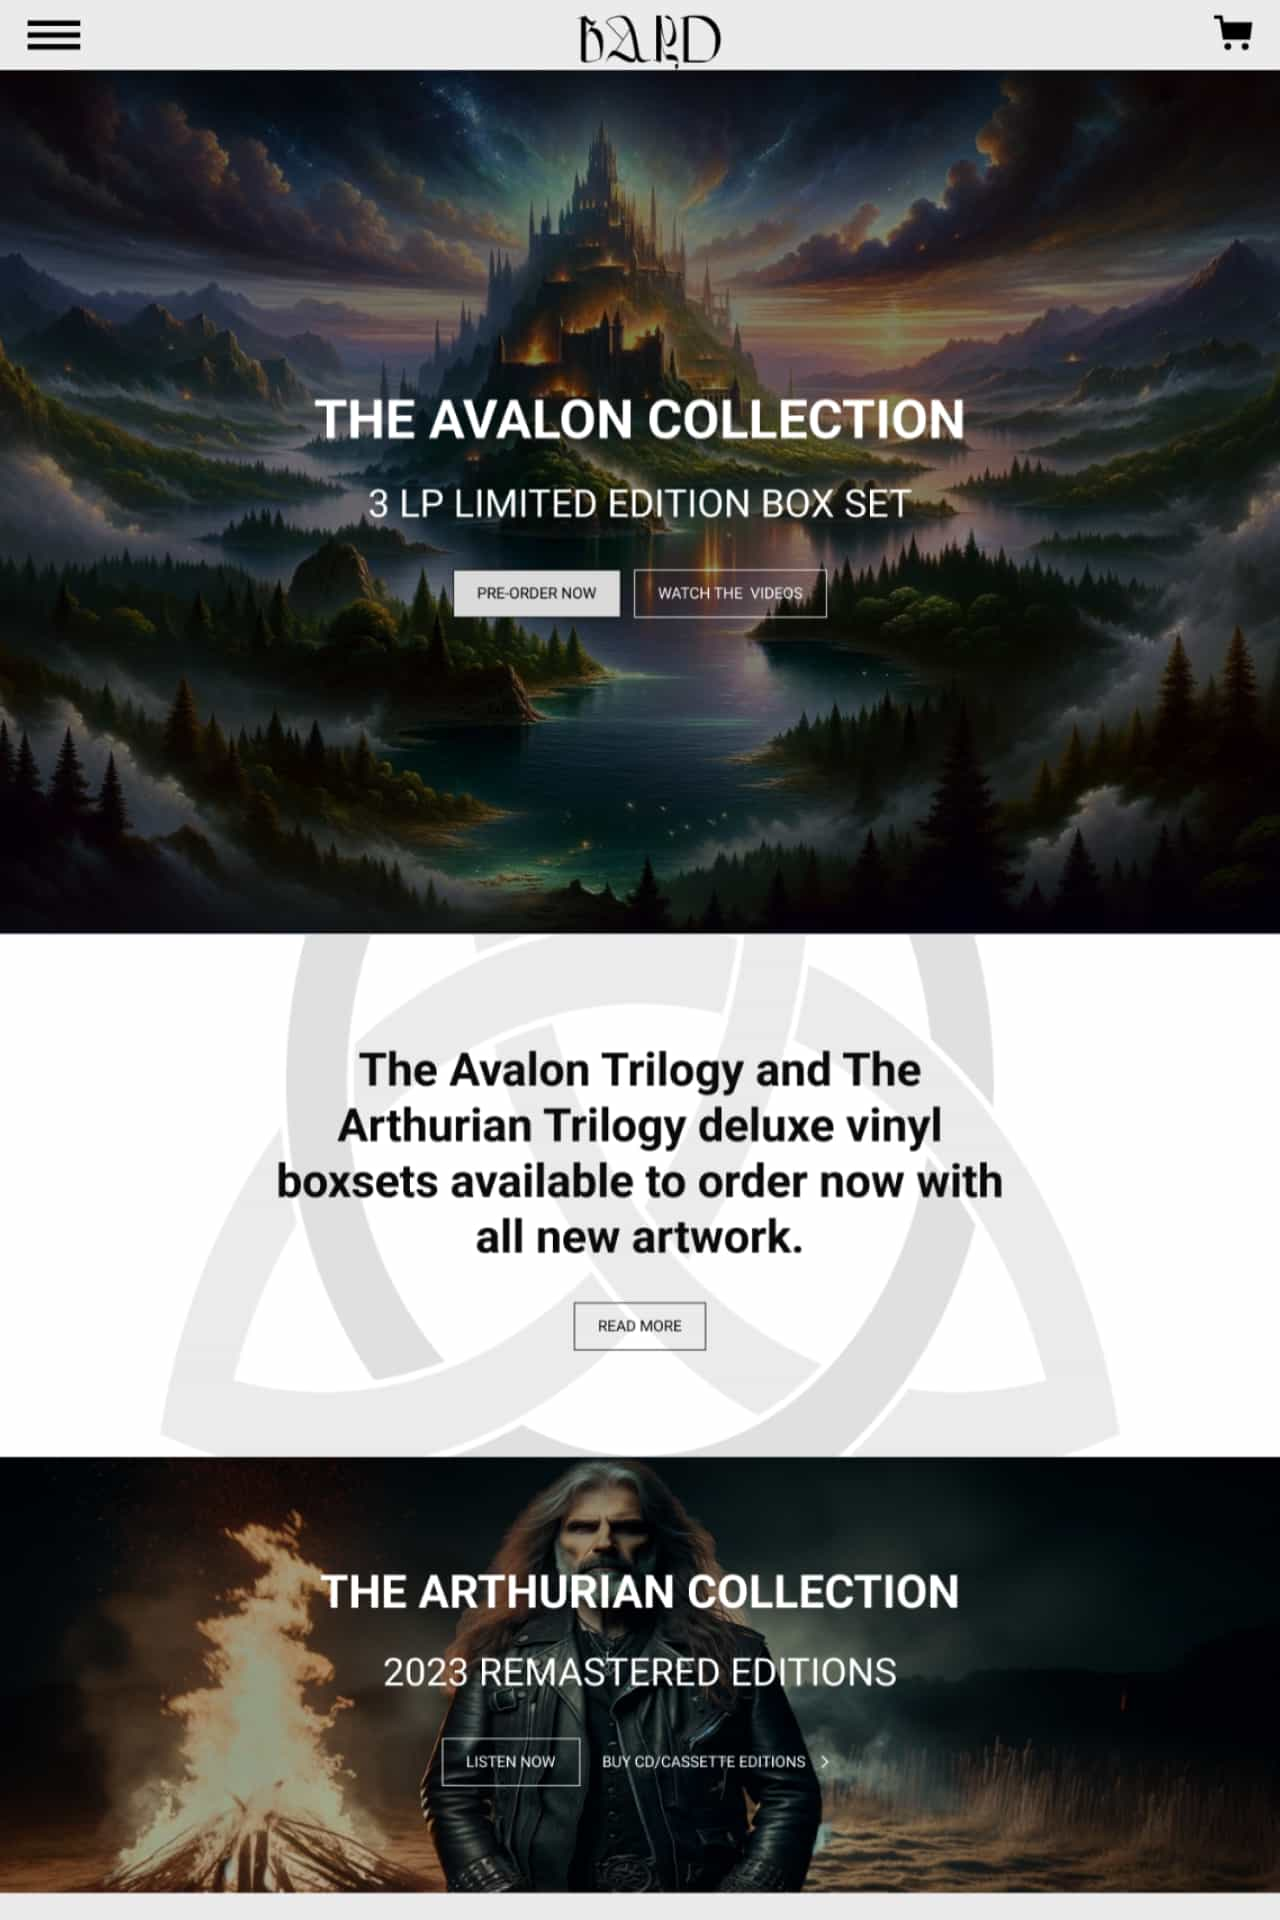 BARD
THE AVALON COLLECTION
3 LP LIMITED EDITION BOX SET
PRE-ORDER NOW
WATCH THE VIDEOS
The Avalon Trilogy and The
Arthurian Trilogy deluxe vinyl
boxsets available to order now with
all new artwork.
READ MORE
THE ARTHURIAN COLLECTION
2023 REMASTERED EDITIONS
LISTEN NOW
BUY CD/CASSETTE EDITIONS >